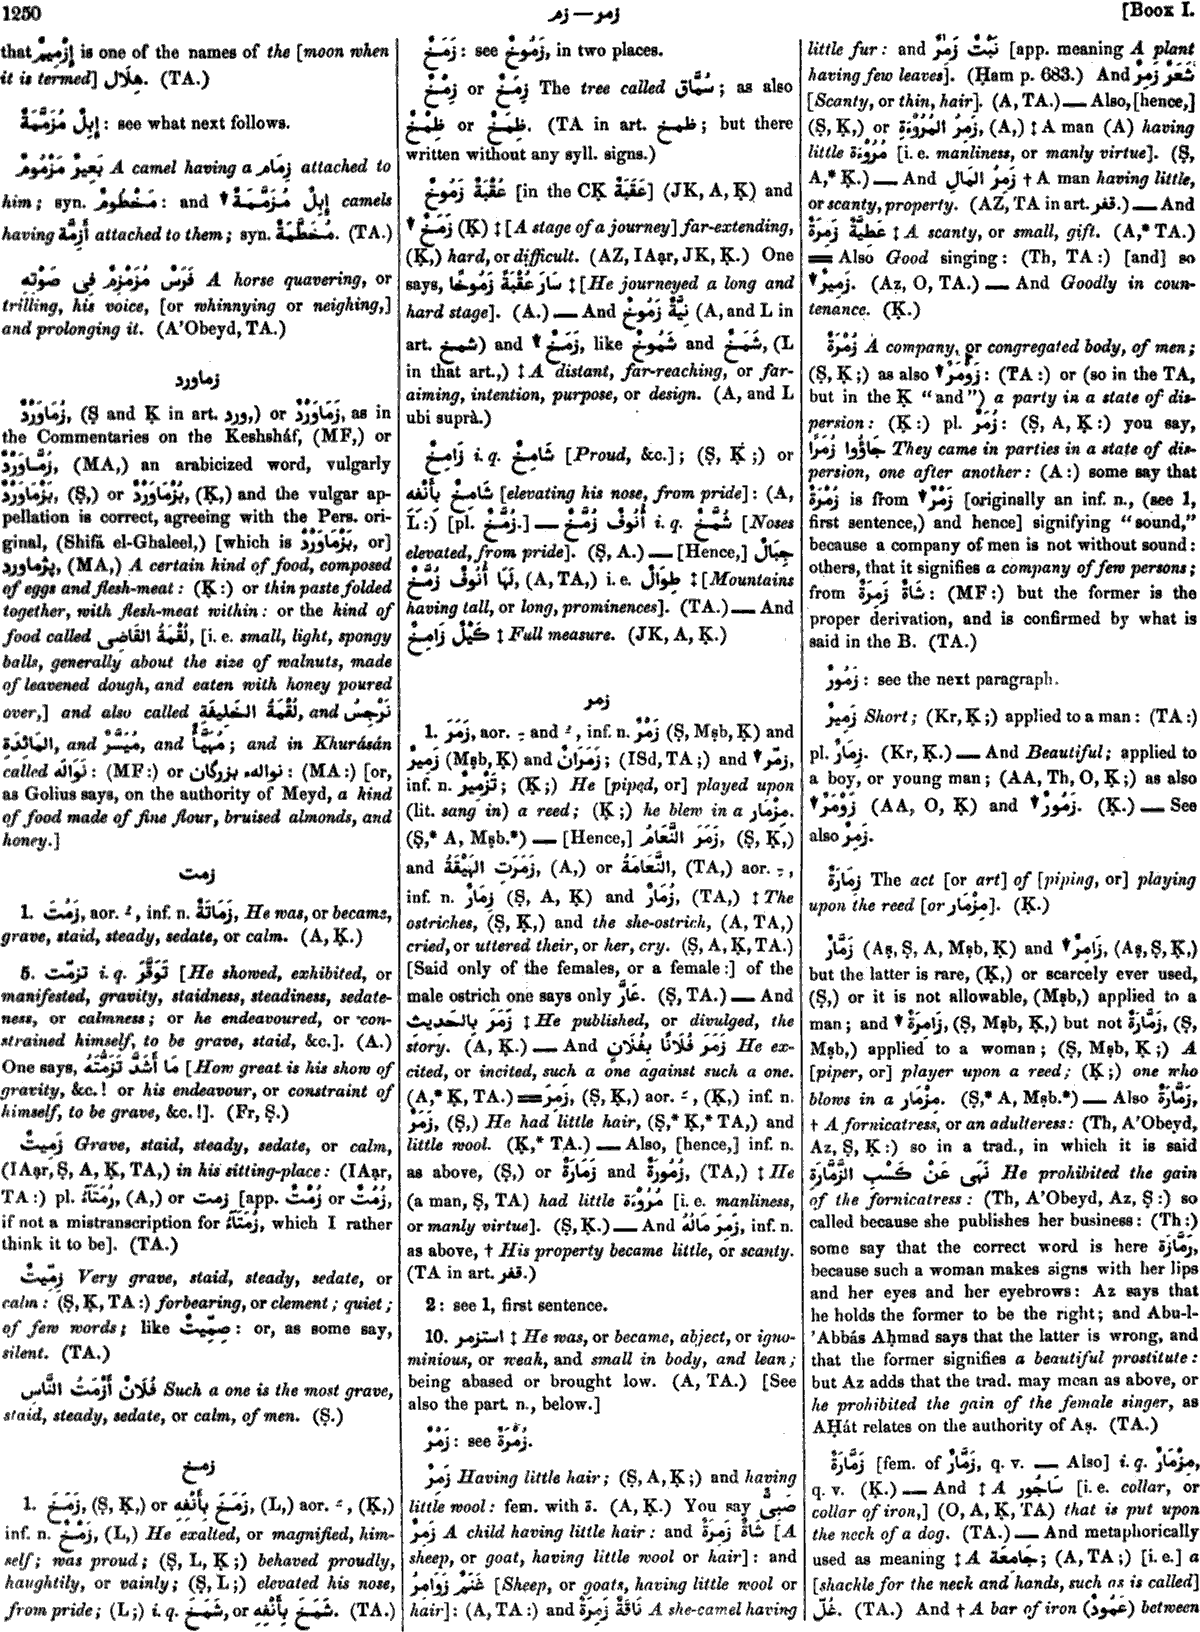 1250
زمو — زم
[Book I.
that إِزْمِيمٌ is one of the names of the [moon when
it is termed] هِلَال. (TA.)
إِبِلٌ مُزَمَّمَةٌ : see what next follows.
بَعِيرٌ مَزْمُومٌ A camel having a زِمَام attached to
him; syn. مَخْطُومٌ: and إِبِلٌ مُزَمَّمَةٌ camels
having أَزِمَّة attached to them; syn. مُخَطَّمَةٌ. (TA.)
فَرَسٌ مُزَمْزِمٌ فِى صَوْتِهِ A horse quavering, or
trilling, his voice, [or whinnying or neighing,]
and prolonging it. (A'Obeyd, TA.)
زماورد
زُمَاوَرْدٌ, (Ṣ and Ḳ in art. ورد,) or زَمَاوَرْدٌ, as in
the Commentaries on the Keshsháf, (MF,) or
زُمَّاوَرْدٌ, (MA,) an arabicized word, vulgarly
بَزْمَاوَرْدٌ, (Ṣ,) or بُزْمَاوَرْدٌ, (Ḳ,) and the vulgar ap-
pellation is correct, agreeing with the Pers. ori-
ginal, (Shifá el-Ghaleel,) [which is بَزْمَاوَرْدٌ, or]
بزماورد, (MA,) A certain kind of food, composed
of eggs and flesh-meat: (Ḳ:) or thin paste folded
together, with flesh-meat within: or the kind of
food called لُقْمَةُ القَاضِى, [i. e. small, light, spongy
balls, generally about the size of walnuts, made
of leavened dough, and eaten with honey poured
over,] and also called لُقْمَةُ الخَلِيفَةِ, and نَرْجِسُ
المَائِدَةِ, and مُيَسَّرٌ, and مُهَيَّأٌ; and in Khurásán
called نَوَالَه: (MF:) or نوالهٔ بزرگان: (MA:) [or,
as Golius says, on the authority of Meyd, a kind
of food made of fine flour, bruised almonds, and
honey.]
زمت
1. زَمُتَ, aor. ـُ, inf. n. زَمَاتَةٌ, He was, or became,
grave, staid, steady, sedate, or calm. (A, Ḳ.)
5. تزمّت i. q. تَوَقَّرَ [He showed, exhibited, or
manifested, gravity, staidness, steadiness, sedate-
ness, or calmness; or he endeavoured, or con-
strained himself, to be grave, staid, &c.]. (A.)
One says, مَا أَشَدَّ تَزَمُّتَهُ [How great is his show of
gravity, &c.! or his endeavour, or constraint of
himself, to be grave, &c.!]. (Fr, Ṣ.)
زَمِيتٌ Grave, staid, steady, sedate, or calm,
(IAạr, Ṣ, A, Ḳ, TA,) in his sitting-place: (IAạr,
TA:) pl. زُمَتَآءُ, (A,) or زمت [app. زُمْتٌ or زُمُتٌ,
if not a mistranscription for زُمَتَآءُ, which I rather
think it to be]. (TA.)
زِمِّيتٌ Very grave, staid, steady, sedate, or
calm: (Ṣ, Ḳ, TA:) forbearing, or clement; quiet;
of few words; like صِمِّيتٌ: or, as some say,
silent. (TA.)
فُلَانٌ أَزْمَتُ النَّاسِ Such a one is the most grave,
staid, steady, sedate, or calm, of men. (Ṣ.)
زمخ
1. زَمَخَ, (Ṣ, Ḳ,) or زَمَخَ بِأَنْفِهِ, (L,) aor. ـَ, (Ḳ,)
inf. n. زَمْخٌ, (L,) He exalted, or magnified, him-
self; was proud; (Ṣ, L, Ḳ;) behaved proudly,
haughtily, or vainly; (Ṣ, L;) elevated his nose,
from pride; (L;) i. q. شَمَخَ, or شَمَخَ بِأَنْفِهِ. (TA.)
زَمَخٌ: see زَمُوخٌ, in two places.
زِمَخٌ or زِمْخٌ The tree called سُمَّاق; as also
ظِمَخٌ or ظِمْخٌ. (TA in art. ظمخ; but there
written without any syll. signs.)
عُقْبَةٌ زَمُوخٌ [in the CḲ عَقَبَةٌ] (JK, A, Ḳ) and
زَمَخٌ (Ḳ) ‡ [A stage of a journey] far-extending,
(Ḳ,) hard, or difficult. (AZ, IAạr, JK, Ḳ.) One
says, سَارَ عُقْبَةً زَمُوخًا ‡ [He journeyed a long and
hard stage]. (A.) — And نِيَّةٌ زَمُوخٌ (A, and L in
art. شمخ) and زَمَخٌ, like شَمُوخٌ and شَمَخٌ, (L
in that art.,) ‡ A distant, far-reaching, or far-
aiming, intention, purpose, or design. (A, and L
ubi suprà.)
زَامِخٌ i. q. شَامِخٌ [Proud, &c.]; (Ṣ, Ḳ;) or
شَامِخٌ بِأَنْفِهِ [elevating his nose, from pride]: (A,
L:) [pl. زُمَّخٌ.] — أُنُوفٌ زُمَّخٌ i. q. شُمَّخٌ [Noses
elevated, from pride]. (Ṣ, A.) — [Hence,] جِبَالٌ
لَهَا أُنُوفٌ زُمَّخٌ, (A, TA,) i. e. طِوَالٌ ‡ [Mountains
having tall, or long, prominences]. (TA.) — And
كَيْلٌ زَامِخٌ ‡ Full measure. (JK, A, Ḳ.)
زمر
1. زَمَرَ, aor. ـِ and ـُ, inf. n. زَمْرٌ (Ṣ, Mṣb, Ḳ) and
زَمِيرٌ (Mṣb, Ḳ) and زَمَرَانٌ; (ISd, TA;) and زمّر,
inf. n. تَزْمِيرٌ; (Ḳ;) He [piped, or] played upon
(lit. sang in) a reed; (Ḳ;) he blew in a مِزْمَار.
(Ṣ,* A, Mṣb.*) — [Hence,] زَمَرَ النَّعَامُ, (Ṣ, Ḳ,)
and زَمَرَتِ الهَيْقَةُ, (A,) or النَّعَامَةُ, (TA,) aor. ـِ,
inf. n. زِمَارٌ (Ṣ, A, Ḳ) and زُمَارٌ, (TA,) ‡ The
ostriches, (Ṣ, Ḳ,) and the she-ostrich, (A, TA,)
cried, or uttered their, or her, cry. (Ṣ, A, Ḳ, TA.)
[Said only of the females, or a female:] of the
male ostrich one says only عَارَّ. (Ṣ, TA.) — And
زَمَرَ بِالحَدِيثِ ‡ He published, or divulged, the
story. (A, Ḳ.) — And زَمَرَ فُلَانًا بِفُلَانٍ He ex-
cited, or incited, such a one against such a one.
(A,* Ḳ, TA.) = زَمِرَ, (Ṣ, Ḳ,) aor. ـَ, (Ḳ,) inf. n.
زَمَرٌ, (Ṣ,) He had little hair, (Ṣ,* Ḳ,* TA,) and
little wool. (Ḳ,* TA.) — Also, [hence,] inf. n.
as above, (Ṣ,) or زَمَارَةٌ and زُمُورَةٌ, (TA,) ‡ He
(a man, Ṣ, TA) had little مُرُوْءَة [i. e. manliness,
or manly virtue]. (Ṣ, Ḳ.) — And زَمِرَ مَالُهُ, inf. n.
as above, † His property became little, or scanty.
(TA in art. قفر.)
2: see 1, first sentence.
10. استزمر ‡ He was, or became, abject, or igno-
minious, or weak, and small in body, and lean;
being abased or brought low. (A, TA.) [See
also the part. n., below.]
زَمْرٌ: see زُمْرَةٌ.
زَمِرٌ Having little hair; (Ṣ, A, Ḳ;) and having
little wool: fem. with ة. (A, Ḳ.) You say صَبِىٌّ
زَمِرٌ A child having little hair: and شَاةٌ زَمِرَةٌ [A
sheep, or goat, having little wool or hair]: and
غَنَمٌ زَوَامِرُ [Sheep, or goats, having little wool or
hair]: (A, TA:) and نَاقَةٌ زَمِرَةٌ A she-camel having
little fur: and نَبْتٌ زَمِرٌ [app. meaning A plant
having few leaves]. (Ḥam p. 683.) And شَعَرٌ زَمِرٌ
[Scanty, or thin, hair]. (A, TA.) — Also, [hence,]
(Ṣ, Ḳ,) or زَمِرُ المُرُوْءَةِ, (A,) ‡ A man (A) having
little مُرُوْءَة [i. e. manliness, or manly virtue]. (Ṣ,
A,* Ḳ.) — And زَمِرُ المَالِ † A man having little,
or scanty, property. (AZ, TA in art. قفر.) — And
عَطِيَّةٌ زَمِرَةٌ ‡ A scanty, or small, gift. (A,* TA.)
= Also Good singing: (Th, TA:) [and] so
زَمِيرٌ. (Az, O, TA.) — And Goodly in coun-
tenance. (Ḳ.)
زُمْرَةٌ A company, or congregated body, of men;
(Ṣ, Ḳ;) as also زَوْمَرٌ: (TA:) or (so in the TA,
but in the Ḳ "and") a party in a state of dis-
persion: (Ḳ:) pl. زُمَرٌ: (Ṣ, A, Ḳ:) you say,
جَاؤُوا زُمَرًا They came in parties in a state of dis-
persion, one after another: (A:) some say that
زُمْرَةٌ is from زَمْرٌ [originally an inf. n., (see 1,
first sentence,) and hence] signifying "sound,"
because a company of men is not without sound:
others, that it signifies a company of few persons;
from شَاةٌ زَمِرَةٌ: (MF:) but the former is the
proper derivation, and is confirmed by what is
said in the B. (TA.)
زَمُورٌ: see the next paragraph.
زَمِيرٌ Short; (Kr, Ḳ;) applied to a man: (TA:)
pl. زِمَارٌ. (Kr, Ḳ.) — And Beautiful; applied to
a boy, or young man; (AA, Th, O, Ḳ;) as also
زَوْمَرٌ (AA, O, Ḳ) and زَمُورٌ. (Ḳ.) — See
also زَمِرٌ.
زِمَارَةٌ The act [or art] of [piping, or] playing
upon the reed [or مِزْمَار]. (Ḳ.)
زَمَّارٌ (Aṣ, Ṣ, A, Mṣb, Ḳ) and زَامِرٌ, (Aṣ, Ṣ, Ḳ,)
but the latter is rare, (Ḳ,) or scarcely ever used,
(Ṣ,) or it is not allowable, (Mṣb,) applied to a
man; and زَامِرَةٌ, (Ṣ, Mṣb, Ḳ,) but not زَمَّارَةٌ, (Ṣ,
Mṣb,) applied to a woman; (Ṣ, Mṣb, Ḳ;) A
[piper, or] player upon a reed; (Ḳ;) one who
blows in a مِزْمَار. (Ṣ,* A, Mṣb.*) — Also زَمَّارَةٌ,
† A fornicatress, or an adulteress: (Th, A'Obeyd,
Az, Ṣ, Ḳ:) so in a trad., in which it is said
نَهَى عَنْ كَسْبِ الزَّمَّارَةِ He prohibited the gain
of the fornicatress: (Th, A'Obeyd, Az, Ṣ:) so
called because she publishes her business: (Th:)
some say that the correct word is here رَمَّازَة,
because such a woman makes signs with her lips
and her eyes and her eyebrows: Az says that
he holds the former to be the right; and Abu-l-
'Abbás Aḥmad says that the latter is wrong, and
that the former signifies a beautiful prostitute:
but Az adds that the trad. may mean as above, or
he prohibited the gain of the female singer, as
AḤát relates on the authority of Aṣ. (TA.)
زَمَّارَةٌ [fem. of زَمَّارٌ, q. v. — Also] i. q. مِزْمَارٌ,
q. v. (Ḳ.) — And ‡ A سَاجُور [i. e. collar, or
collar of iron,] (O, A, Ḳ, TA) that is put upon
the neck of a dog. (TA.) — And metaphorically
used as meaning ‡ A جَامِعَة; (A, TA;) [i. e.] a
[shackle for the neck and hands, such as is called]
غُلّ. (TA.) And † A bar of iron (عَمُودٌ) between